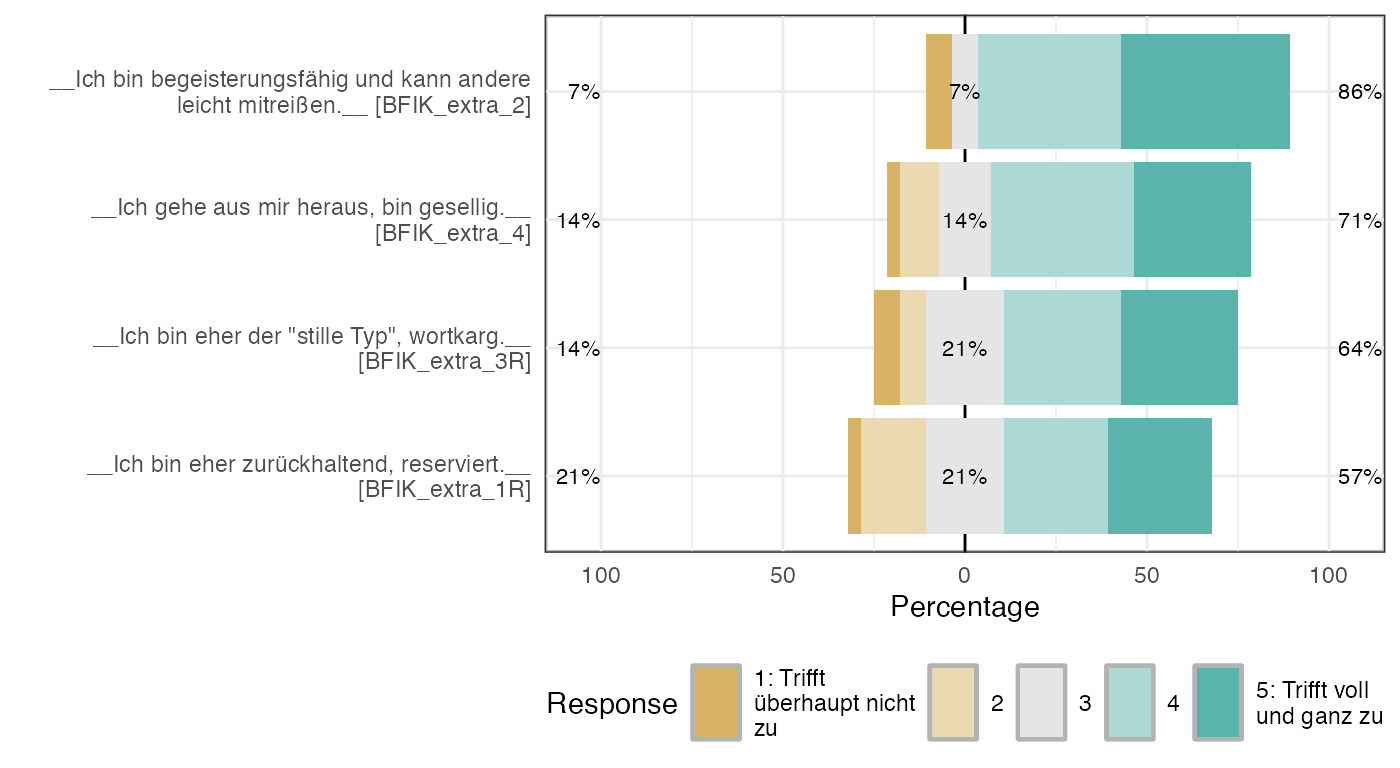 __Ich bin begeisterungsfähig und kann andere
leicht mitreißen.__ [BFIK_extra_2]
7%
7%
86%
__Ich gehe aus mir heraus, bin gesellig.__
[BFIK_extra_4]
14%
14%
71%
__Ich bin eher der "stille Typ", wortkarg.__
[BFIK_extra_3R]
14%
21%
64%
__Ich bin eher zurückhaltend, reserviert.__
[BFIK_extra_1R]
21%
21%
57%
100
50
0
50
100
Percentage
Response
1: Trifft
überhaupt nicht
zu
2
3
4
5: Trifft voll
und ganz zu